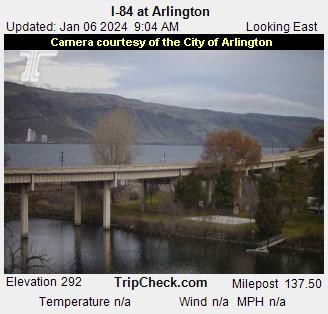 I-84 at Arlington
Updated: Jan 06 2024 9:04 AM Looking East
Camera courtesy of the City of Arlington
Elevation 292 TripCheck.com Milepost 137.50
Temperature n/a Wind n/a MPH n/a